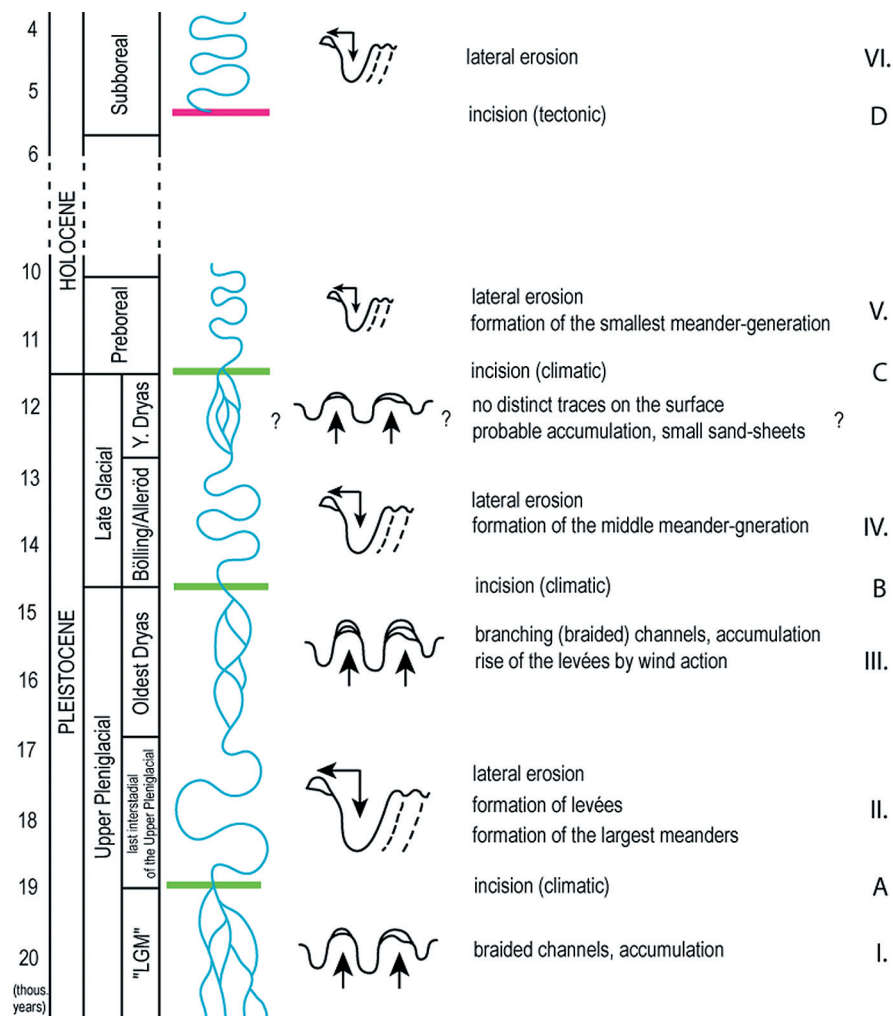 4
Subboreal
lateral erosion
VI.
5
incision (tectonic)
D
6
HOLOCENE
10
Preboreal
lateral erosion
formation of the smallest meander-generation
V.
11
incision (climatic)
C
12
Y. Dryas
?
?
no distinct traces on the surface
probable accumulation, small sand-sheets
?
13
Late Glacial
Bölling/Alleröd
lateral erosion
formation of the middle meander-gneration
IV.
14
incision (climatic)
B
15
PLEISTOCENE
Oldest Dryas
branching (braided) channels, accumulation
rise of the levées by wind action
III.
16
17
Upper Pleniglacial
last interstadial
of the Upper Pleniglacial
lateral erosion
formation of levées
formation of the largest meanders
II.
18
19
incision (climatic)
A
"LGM"
20
braided channels, accumulation
I.
(thous.
years)